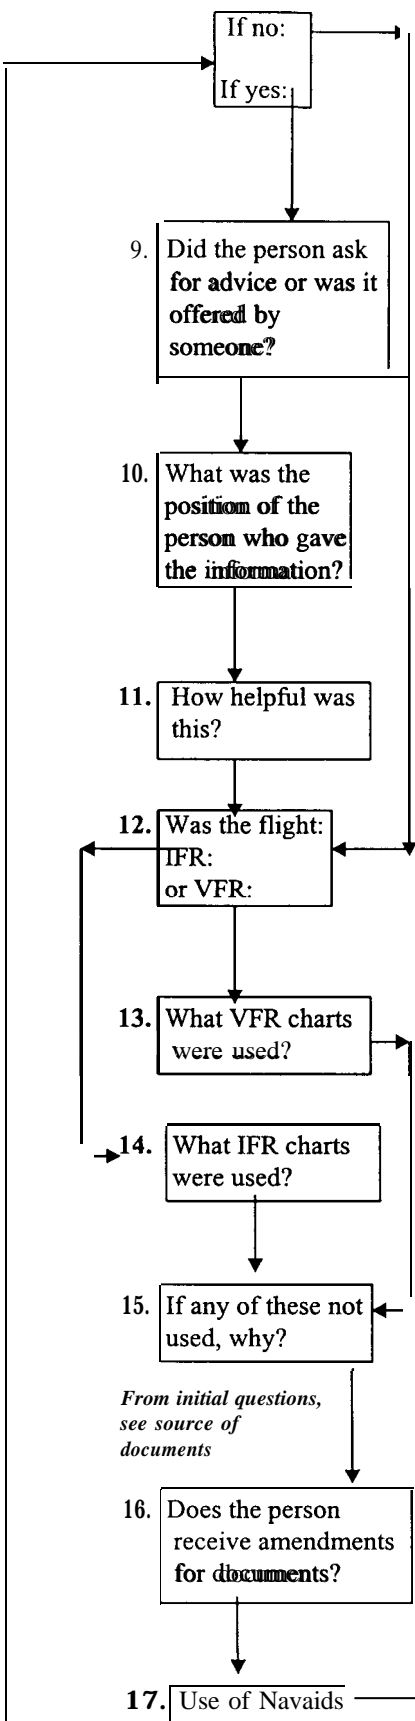 If no:
If yes:
9. Did the person ask
for advice or was it
offered by
someone?
10. What was the
position of the
person who gave
the information?
11. How helpful was
this?
12. Was the flight:
IFR:
or VFR:
13. What VFR charts
were used?
14. What IFR charts
were used?
15. If any of these not
used, why?
From initial questions,
see source of
documents
16. Does the person
receive amendments
for documents?
17. Use of Navaids